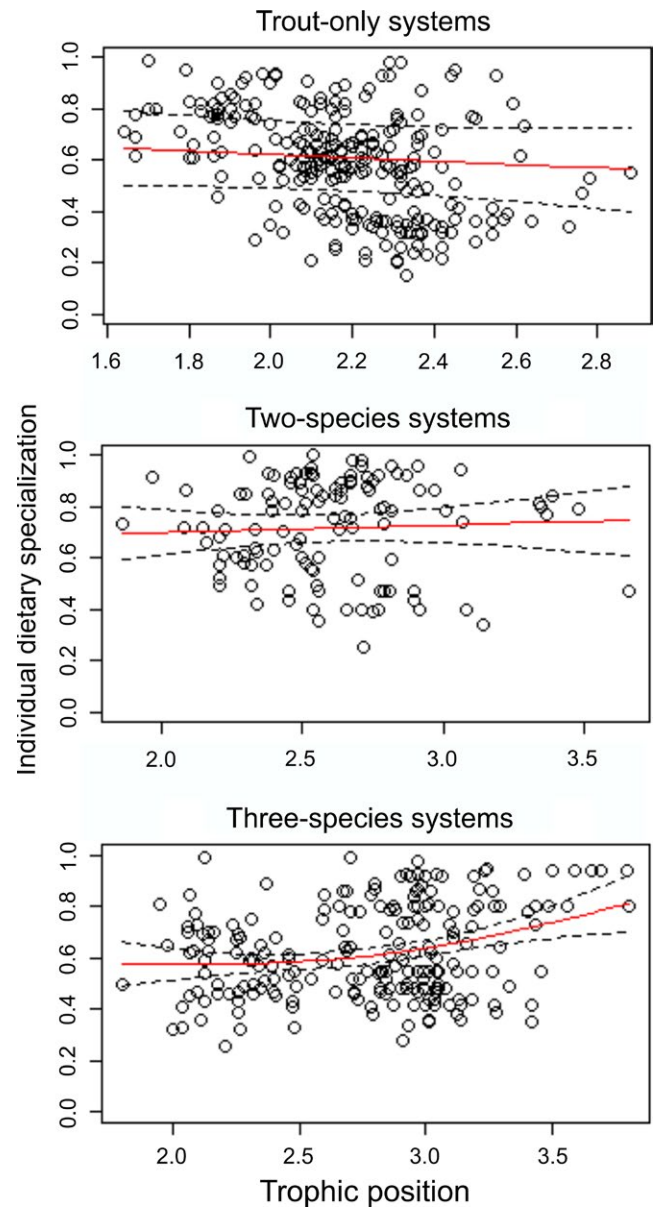 Trout-only systems
1.0
0.8
0.6
0.4
0.2
0.0
1.6 1.8 2.0 2.2 2.4 2.6 2.8
Individual dietary specialization
Two-species systems
1.0
0.8
0.6
0.4
0.2
0.0
2.0 2.5 3.0 3.5
Three-species systems
1.0
0.8
0.6
0.4
0.2
0.0
2.0 2.5 3.0 3.5
Trophic position